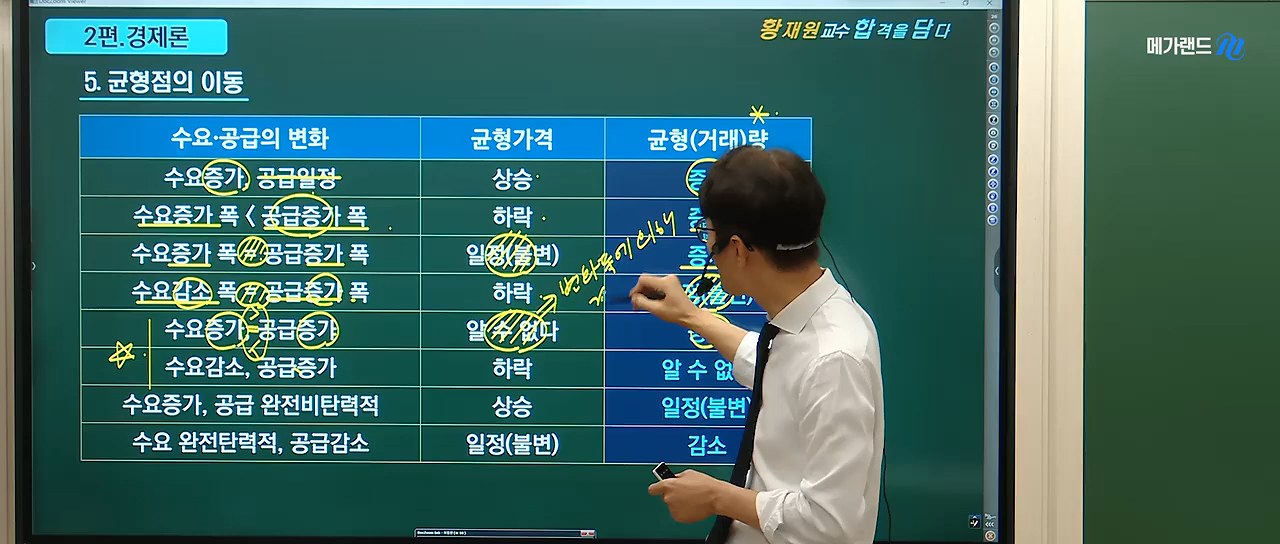 2편.경제론
황재원교수 합격을 담다
메가랜드
5. 균형점의 이동
수요·공급의 변화 균형가격 균형(거래)량
수요증가, 공급일정 상승
수요증가 폭 < 공급증가 폭 하락
수요증가 폭 = 공급증가 폭 일정(불변)
수요감소 폭 = 공급증가 폭 하락
수요증가 공급증가 알 수 없다
수요감소, 공급증가 하락 알 수
수요증가, 공급 완전비탄력적 상승 일정(불변)
수요 완전탄력적, 공급감소 일정(불변) 감소
변화폭에 의해